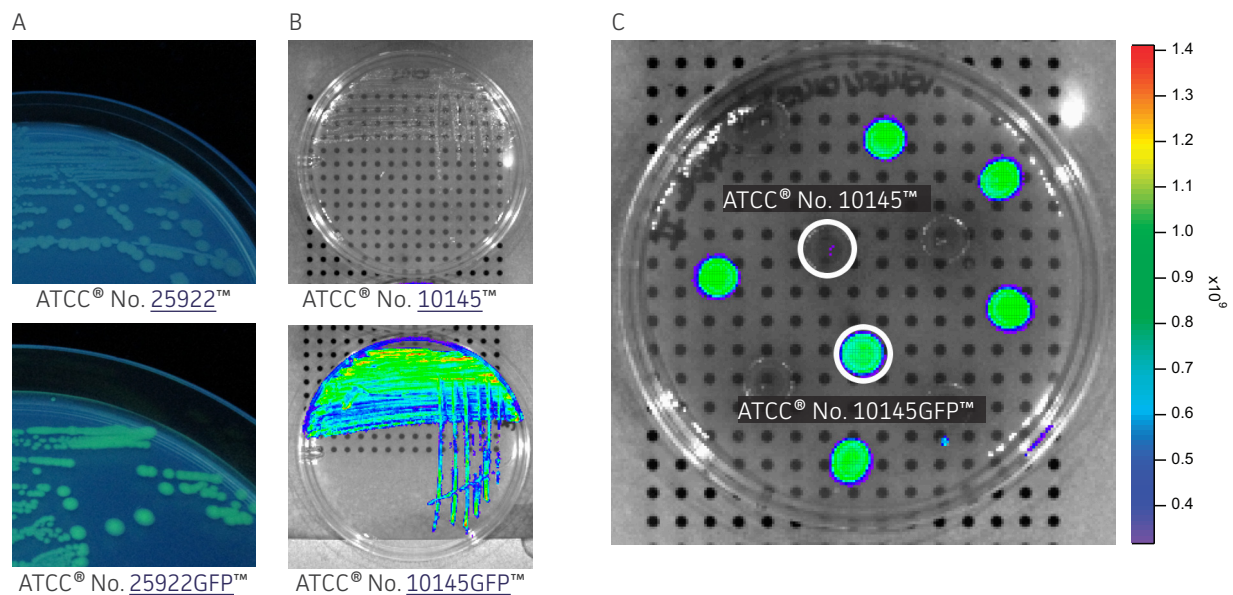 A
B
C
ATCC® No. 25922™
ATCC® No. 10145™
ATCC® No. 25922GFP™
ATCC® No. 10145GFP™
ATCC® No. 10145™
ATCC® No. 10145GFP™
1.4
1.3
1.2
1.1
1.0
0.9
0.8
0.7
0.6
0.5
0.4
x10⁹